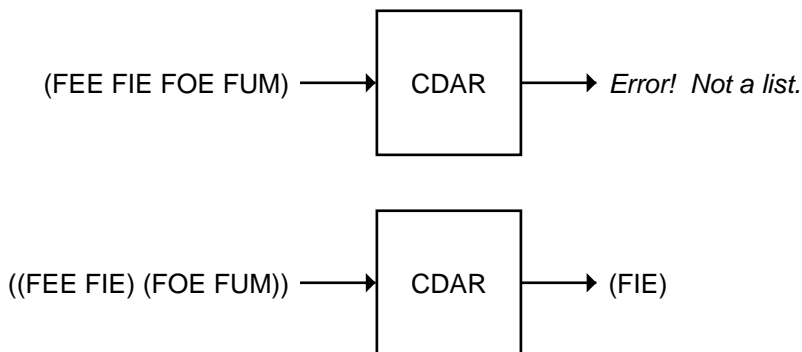 (FEE FIE FOE FUM) CDAR Error! Not a list.
((FEE FIE) (FOE FUM)) CDAR (FIE)